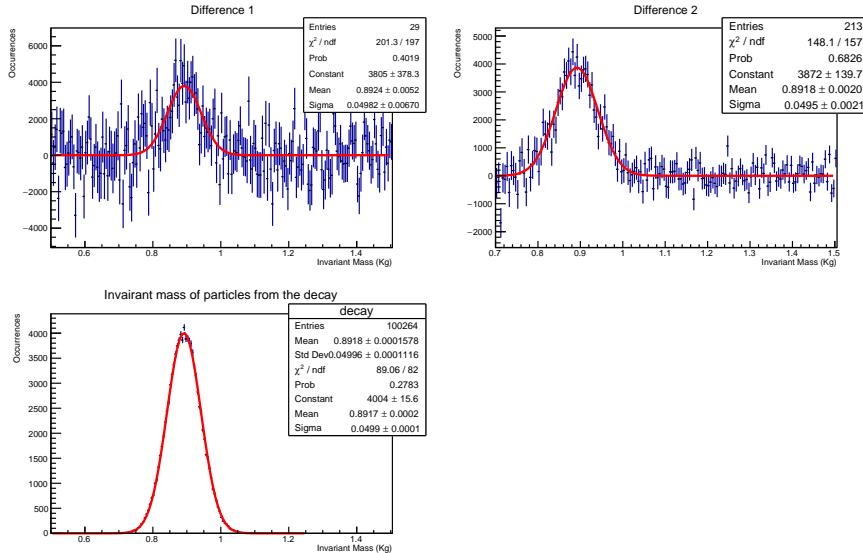 Difference 1
Entries 29
χ² / ndf 201.3 / 197
Prob 0.4019
Constant 3805 ± 378.3
Mean 0.8924 ± 0.0052
Sigma 0.04982 ± 0.00670
Occurrences
6000
4000
2000
0
−2000
−4000
0.6 0.8 1 1.2 1.4
Invariant Mass (Kg)
Difference 2
Entries 213
χ² / ndf 148.1 / 157
Prob 0.6826
Constant 3872 ± 139.7
Mean 0.8918 ± 0.0020
Sigma 0.0495 ± 0.0021
Occurrences
5000
4000
3000
2000
1000
0
−1000
−2000
0.7 0.8 0.9 1 1.1 1.2 1.3 1.4 1.5
Invariant Mass (Kg)
Invairant mass of particles from the decay
decay
Entries 100264
Mean 0.8918 ± 0.0001578
Std Dev0.04996 ± 0.0001116
χ² / ndf 89.06 / 82
Prob 0.2783
Constant 4004 ± 15.6
Mean 0.8917 ± 0.0002
Sigma 0.0499 ± 0.0001
Occurrences
4000
3500
3000
2500
2000
1500
1000
500
0
0.6 0.8 1 1.2 1.4
Invariant Mass (Kg)